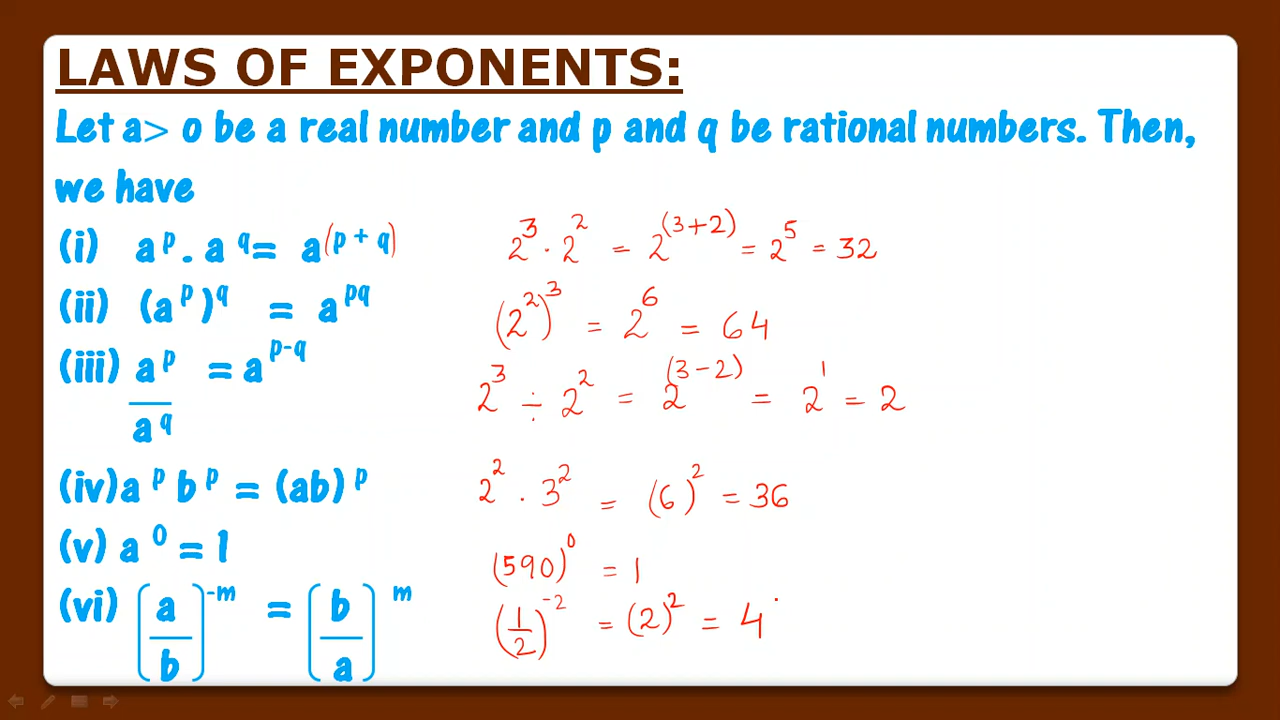 LAWS OF EXPONENTS:
Let a> 0 be a real number and p and q be rational numbers. Then,
we have
(i) a^p . a^q = a^(p + q)    2^3 · 2^2 = 2^(3+2) = 2^5 = 32
(ii) (a^p)^q = a^pq    (2^2)^3 = 2^6 = 64
(iii) a^p/a^q = a^p-q    2^3 ÷ 2^2 = 2^(3-2) = 2^1 = 2
(iv) a^p b^p = (ab)^p    2^2 · 3^2 = (6)^2 = 36
(v) a^0 = 1    (590)^0 = 1
(vi) [a/b]^-m = [b/a]^m    (1/2)^-2 = (2)^2 = 4